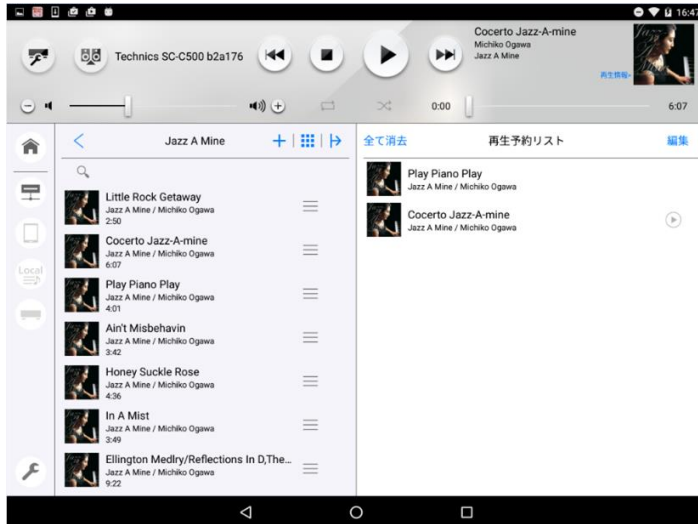 16:47
Technics SC-C500 b2a176
Cocerto Jazz-A-mine
Michiko Ogawa
Jazz A Mine
再生情報
0:00
6:07
Jazz A Mine
Local
Little Rock Getaway
Jazz A Mine / Michiko Ogawa
2:50
Cocerto Jazz-A-mine
Jazz A Mine / Michiko Ogawa
6:07
Play Piano Play
Jazz A Mine / Michiko Ogawa
4:01
Ain't Misbehavin
Jazz A Mine / Michiko Ogawa
3:42
Honey Suckle Rose
Jazz A Mine / Michiko Ogawa
4:36
In A Mist
Jazz A Mine / Michiko Ogawa
3:49
Ellington Medlry/Reflections In D,The...
Jazz A Mine / Michiko Ogawa
9:22
全て消去 再生予約リスト 編集
Play Piano Play
Jazz A Mine / Michiko Ogawa
Cocerto Jazz-A-mine
Jazz A Mine / Michiko Ogawa